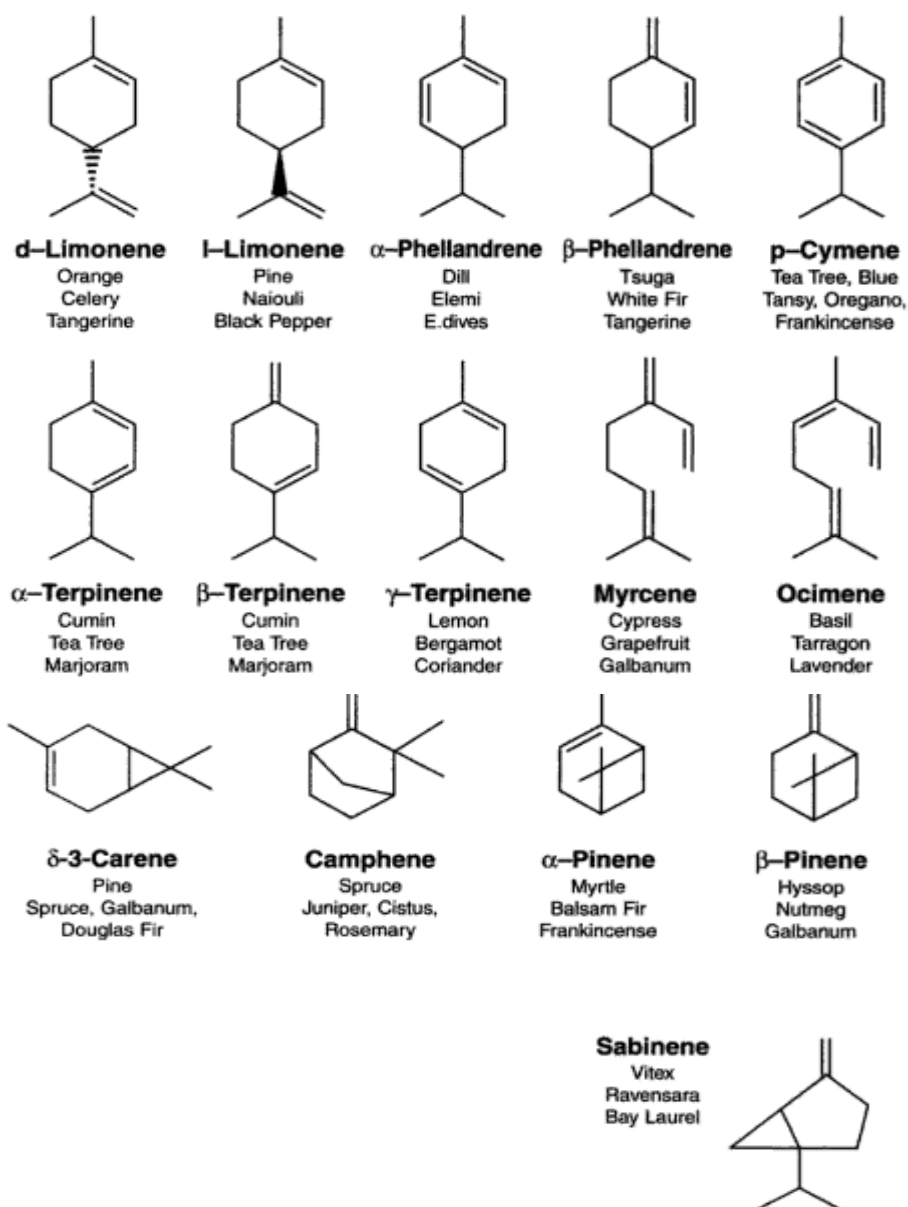 d–Limonene
Orange
Celery
Tangerine
l–Limonene
Pine
Naiouli
Black Pepper
α–Phellandrene
Dill
Elemi
E.dives
β–Phellandrene
Tsuga
White Fir
Tangerine
p–Cymene
Tea Tree, Blue
Tansy, Oregano,
Frankincense
α–Terpinene
Cumin
Tea Tree
Marjoram
β–Terpinene
Cumin
Tea Tree
Marjoram
γ–Terpinene
Lemon
Bergamot
Coriander
Myrcene
Cypress
Grapefruit
Galbanum
Ocimene
Basil
Tarragon
Lavender
δ-3-Carene
Pine
Spruce, Galbanum,
Douglas Fir
Camphene
Spruce
Juniper, Cistus,
Rosemary
α–Pinene
Myrtle
Balsam Fir
Frankincense
β–Pinene
Hyssop
Nutmeg
Galbanum
Sabinene
Vitex
Ravensara
Bay Laurel